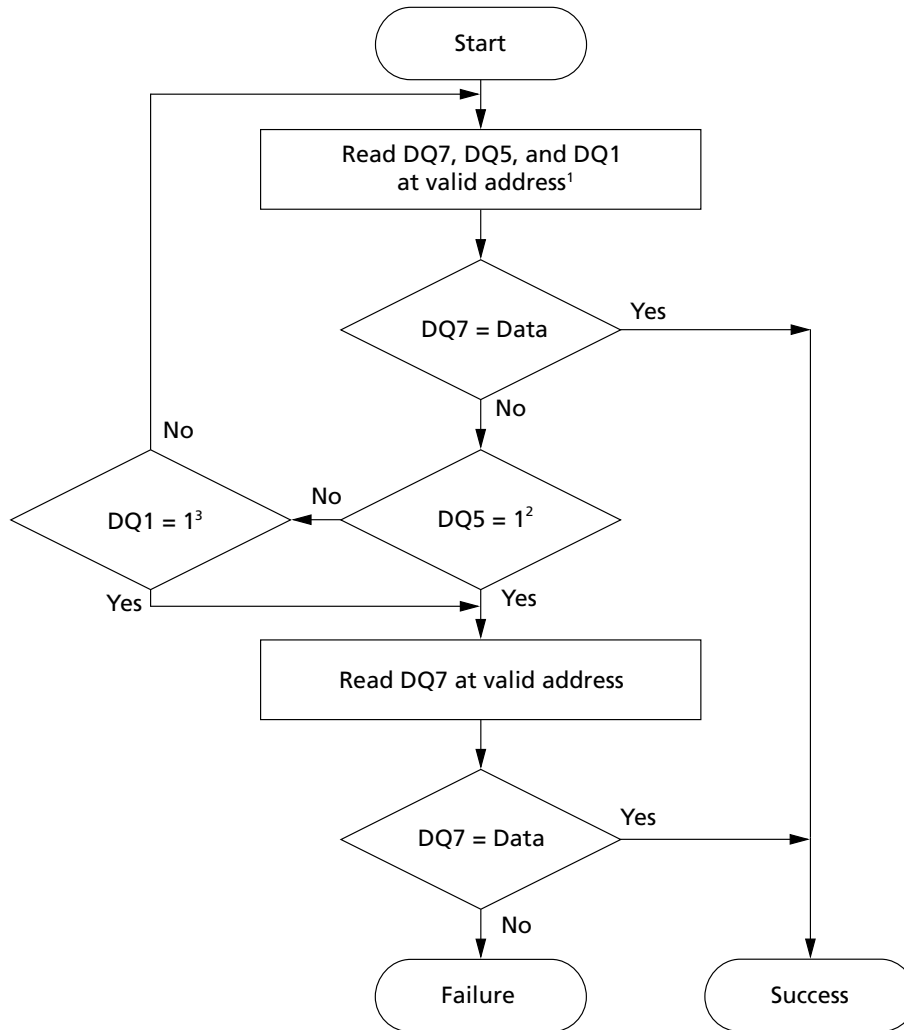 Start
Read DQ7, DQ5, and DQ1
at valid address¹
DQ7 = Data
Yes
No
No
DQ1 = 1³
No
DQ5 = 1²
Yes
Yes
Read DQ7 at valid address
DQ7 = Data
Yes
No
Failure
Success